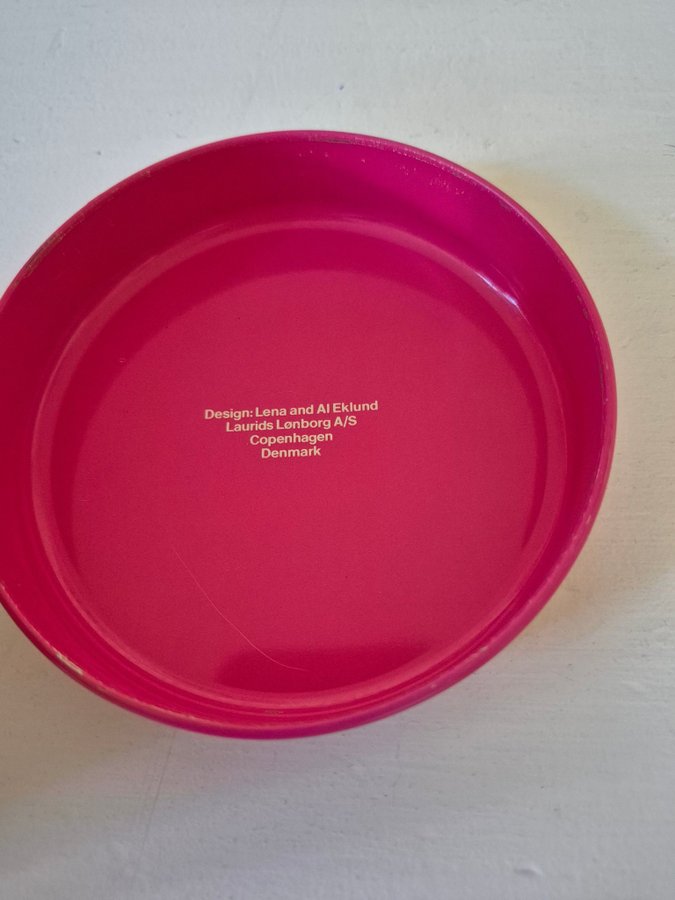 Design: Lena and Al Eklund
Laurids Lønborg A/S
Copenhagen
Denmark